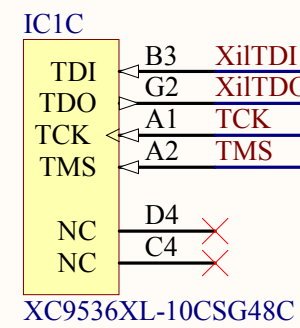 IC1C
TDI B3 XilTDI
TDO G2 XilTDO
TCK A1 TCK
TMS A2 TMS
NC D4
NC C4
XC9536XL-10CSG48C